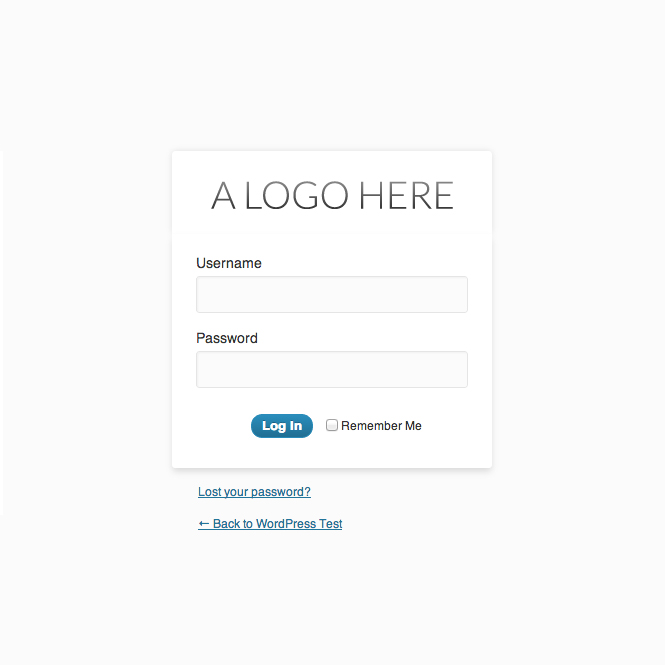 A LOGO HERE
Username
Password
Log In Remember Me
Lost your password?
← Back to WordPress Test